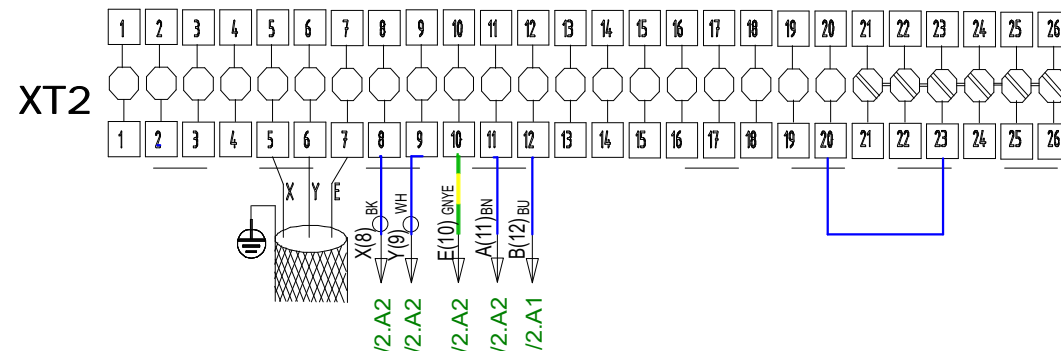 1 2 3 4 5 6 7 8 9 10 11 12 13 14 15 16 17 18 19 20 21 22 23 24 25 26
XT2
1 2 3 4 5 6 7 8 9 10 11 12 13 14 15 16 17 18 19 20 21 22 23 24 25 26
X Y E
X(8) BK
Y(9) WH
E(10) GNYE
A(11) BN
B(12) BU
/2.A2
/2.A2
/2.A2
/2.A2
/2.A1